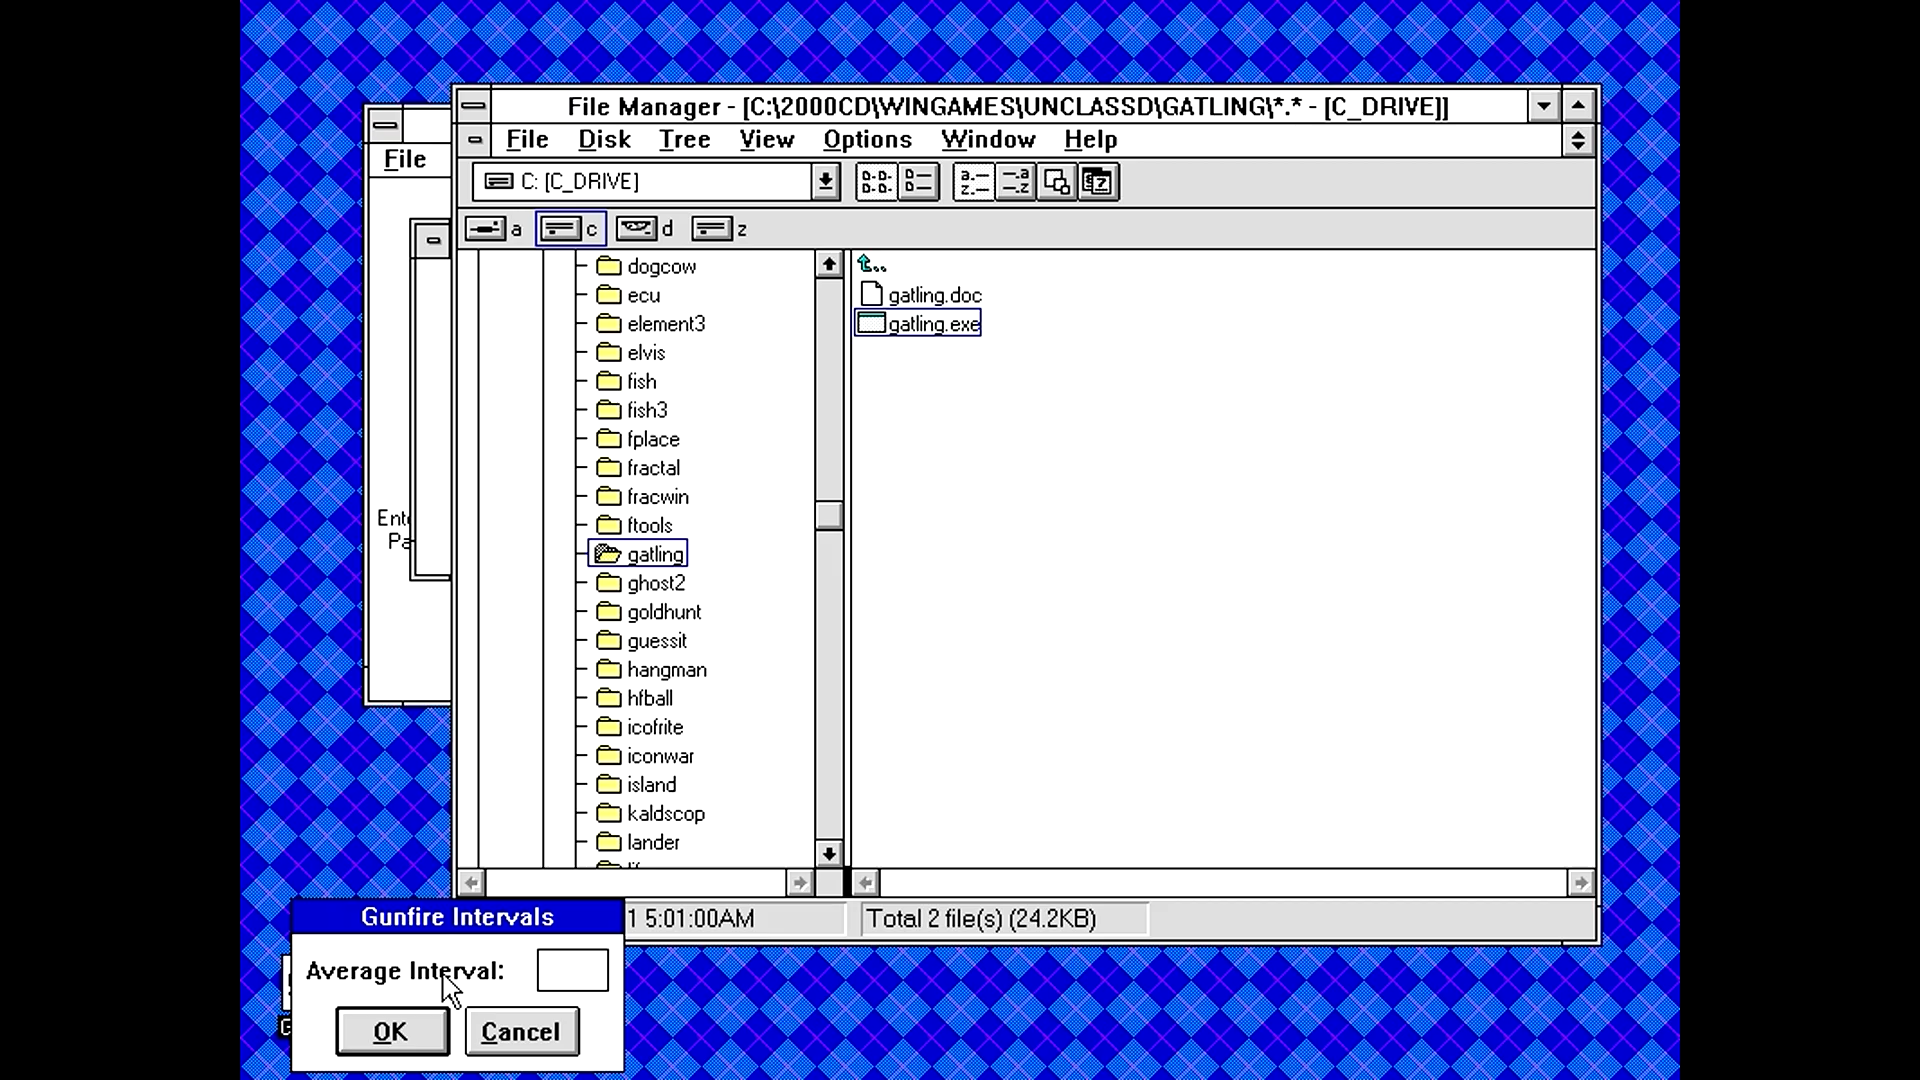 File Manager - [C:\2000CD\WINGAMES\UNCLASSD\GATLING\*.* - [C_DRIVE]]
File Disk Tree View Options Window Help
File
C: [C_DRIVE]
a c d z
dogcow
ecu
element3
elvis
fish
fish3
fplace
fractal
fracwin
ftools
gatling
ghost2
goldhunt
guessit
hangman
hfball
icofrite
iconwar
island
kaldscop
lander
..
gatling.doc
gatling.exe
1 5:01:00AM
Total 2 file(s) (24.2KB)
Gunfire Intervals
Average Interval:
OK Cancel